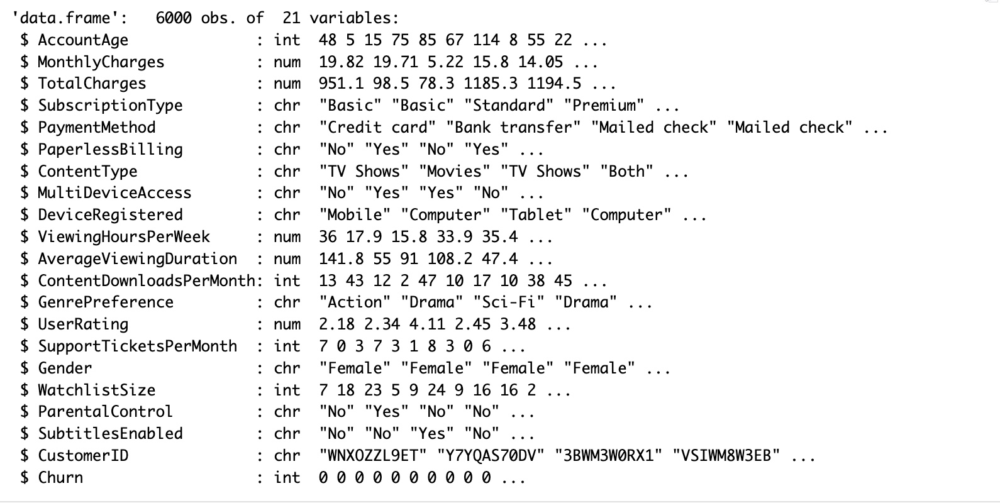 'data.frame':   6000 obs. of  21 variables:
 $ AccountAge              : int  48 5 15 75 85 67 114 8 55 22 ...
 $ MonthlyCharges          : num  19.82 19.71 5.22 15.8 14.05 ...
 $ TotalCharges            : num  951.1 98.5 78.3 1185.3 1194.5 ...
 $ SubscriptionType        : chr  "Basic" "Basic" "Standard" "Premium" ...
 $ PaymentMethod           : chr  "Credit card" "Bank transfer" "Mailed check" "Mailed check" ...
 $ PaperlessBilling        : chr  "No" "Yes" "No" "Yes" ...
 $ ContentType             : chr  "TV Shows" "Movies" "TV Shows" "Both" ...
 $ MultiDeviceAccess       : chr  "No" "Yes" "Yes" "No" ...
 $ DeviceRegistered        : chr  "Mobile" "Computer" "Tablet" "Computer" ...
 $ ViewingHoursPerWeek     : num  36 17.9 15.8 33.9 35.4 ...
 $ AverageViewingDuration  : num  141.8 55 91 108.2 47.4 ...
 $ ContentDownloadsPerMonth: int  13 43 12 2 47 10 17 10 38 45 ...
 $ GenrePreference         : chr  "Action" "Drama" "Sci-Fi" "Drama" ...
 $ UserRating              : num  2.18 2.34 4.11 2.45 3.48 ...
 $ SupportTicketsPerMonth  : int  7 0 3 7 3 1 8 3 0 6 ...
 $ Gender                  : chr  "Female" "Female" "Female" "Female" ...
 $ WatchlistSize           : int  7 18 23 5 9 24 9 16 16 2 ...
 $ ParentalControl         : chr  "No" "Yes" "No" "No" ...
 $ SubtitlesEnabled        : chr  "No" "No" "Yes" "No" ...
 $ CustomerID              : chr  "WNXOZZL9ET" "Y7YQAS70DV" "3BWM3W0RX1" "VSIWM8W3EB" ...
 $ Churn                   : int  0 0 0 0 0 0 0 0 0 0 ...